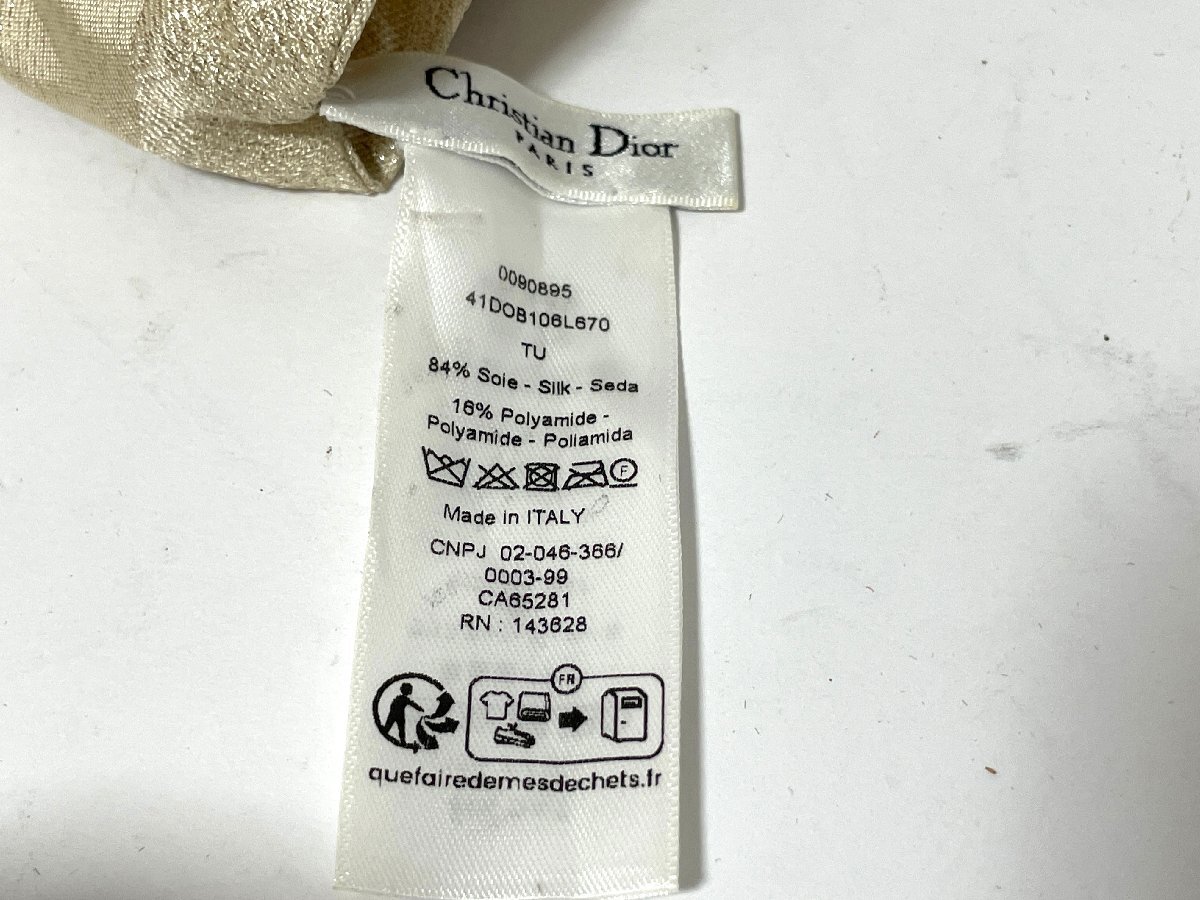 Christian Dior
PARIS
0090895
41DOB106L670
TU
84% Soie - Silk - Seda
16% Polyamide -
Polyamide - Poliamida
F
Made in ITALY
CNPJ 02-046-366/
0003-99
CA65281
RN : 143628
FR
quefairedemesdechets.fr